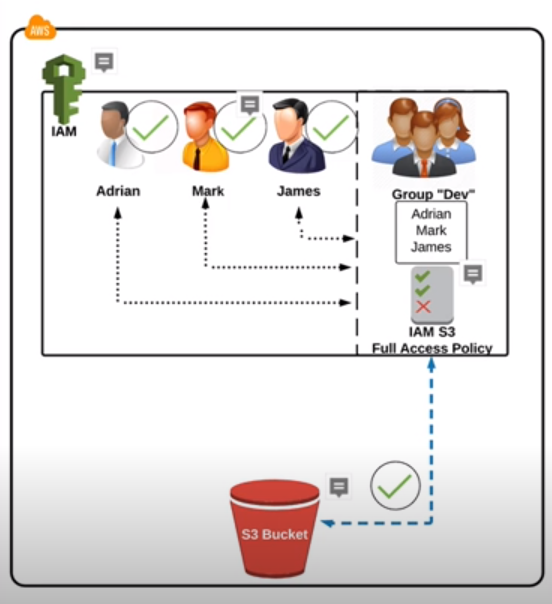 AWS
IAM
Adrian
Mark
James
Group "Dev"
Adrian
Mark
James
IAM S3
Full Access Policy
S3 Bucket